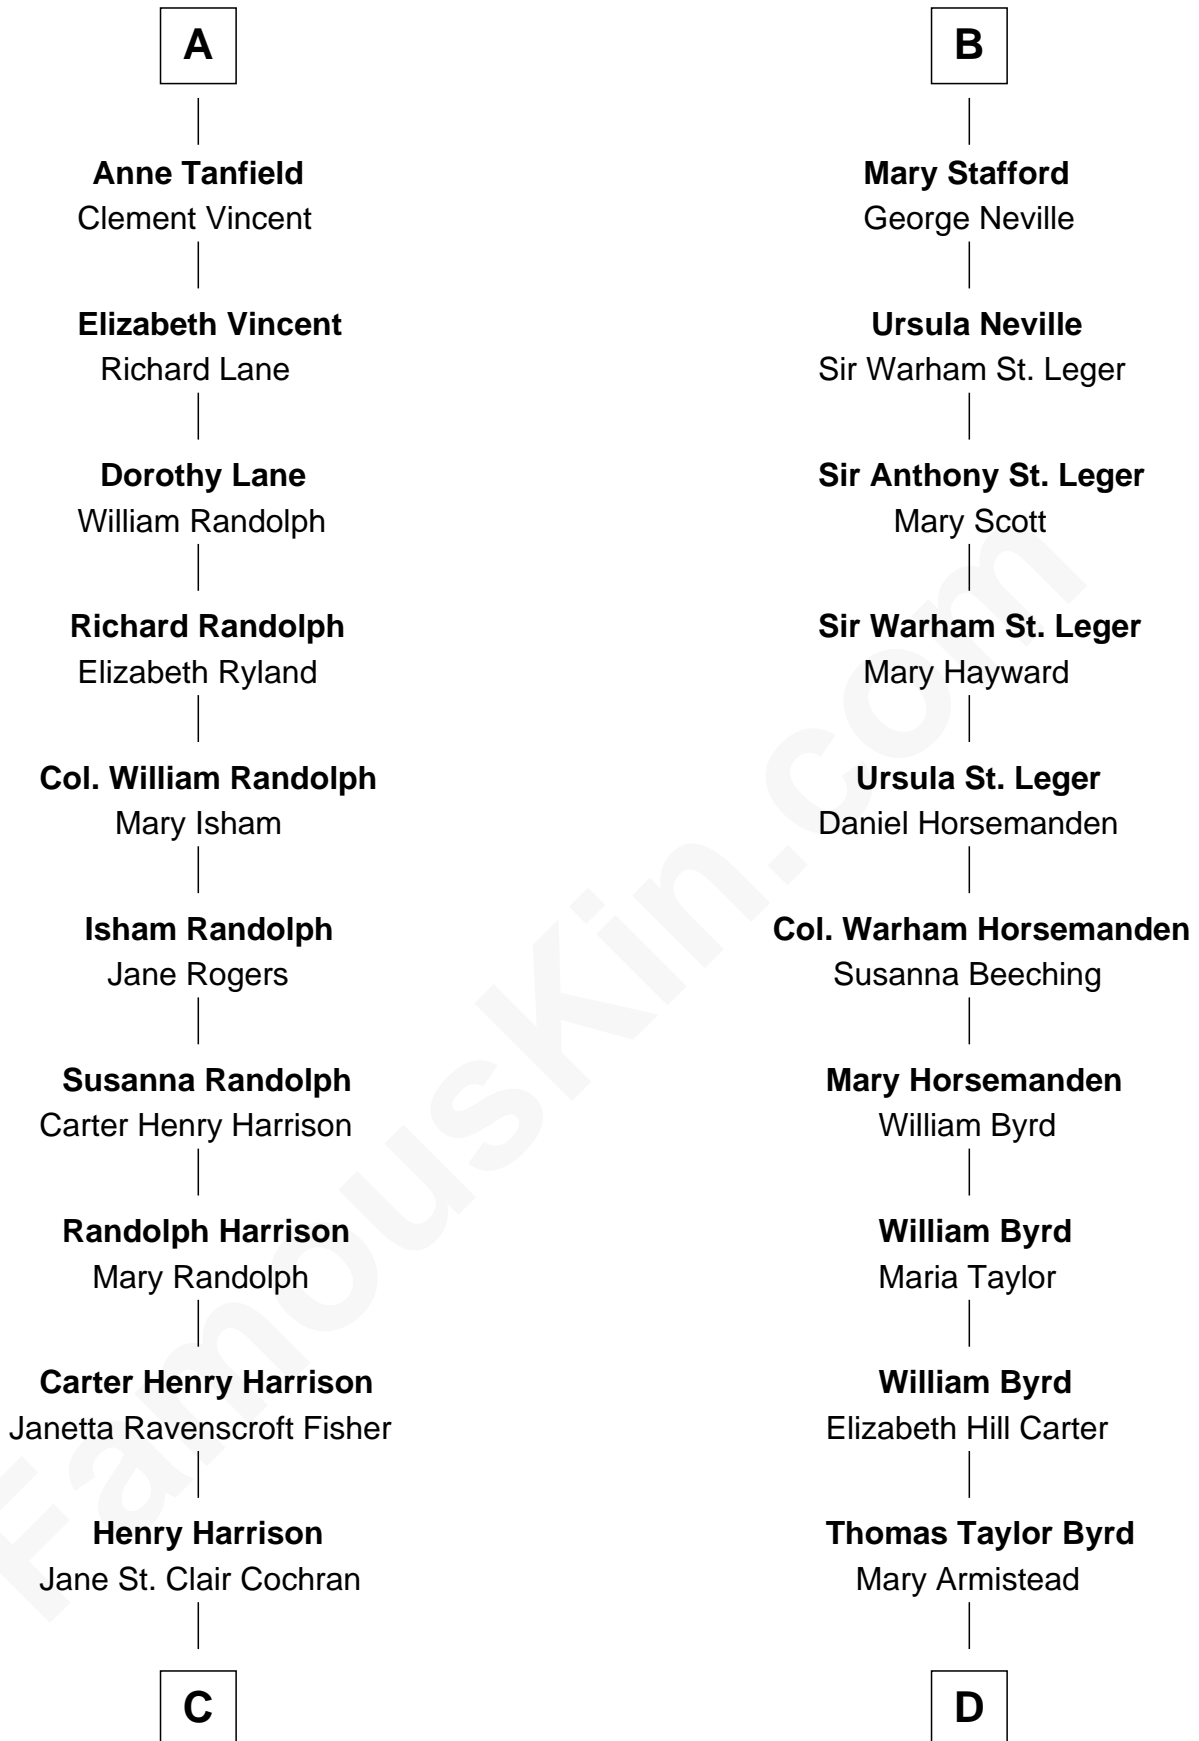 A
Anne Tanfield
Clement Vincent
Elizabeth Vincent
Richard Lane
Dorothy Lane
William Randolph
Richard Randolph
Elizabeth Ryland
Col. William Randolph
Mary Isham
Isham Randolph
Jane Rogers
Susanna Randolph
Carter Henry Harrison
Randolph Harrison
Mary Randolph
Carter Henry Harrison
Janetta Ravenscroft Fisher
Henry Harrison
Jane St. Clair Cochran
C
B
Mary Stafford
George Neville
Ursula Neville
Sir Warham St. Leger
Sir Anthony St. Leger
Mary Scott
Sir Warham St. Leger
Mary Hayward
Ursula St. Leger
Daniel Horsemanden
Col. Warham Horsemanden
Susanna Beeching
Mary Horsemanden
William Byrd
William Byrd
Maria Taylor
William Byrd
Elizabeth Hill Carter
Thomas Taylor Byrd
Mary Armistead
D
FamousKin.com